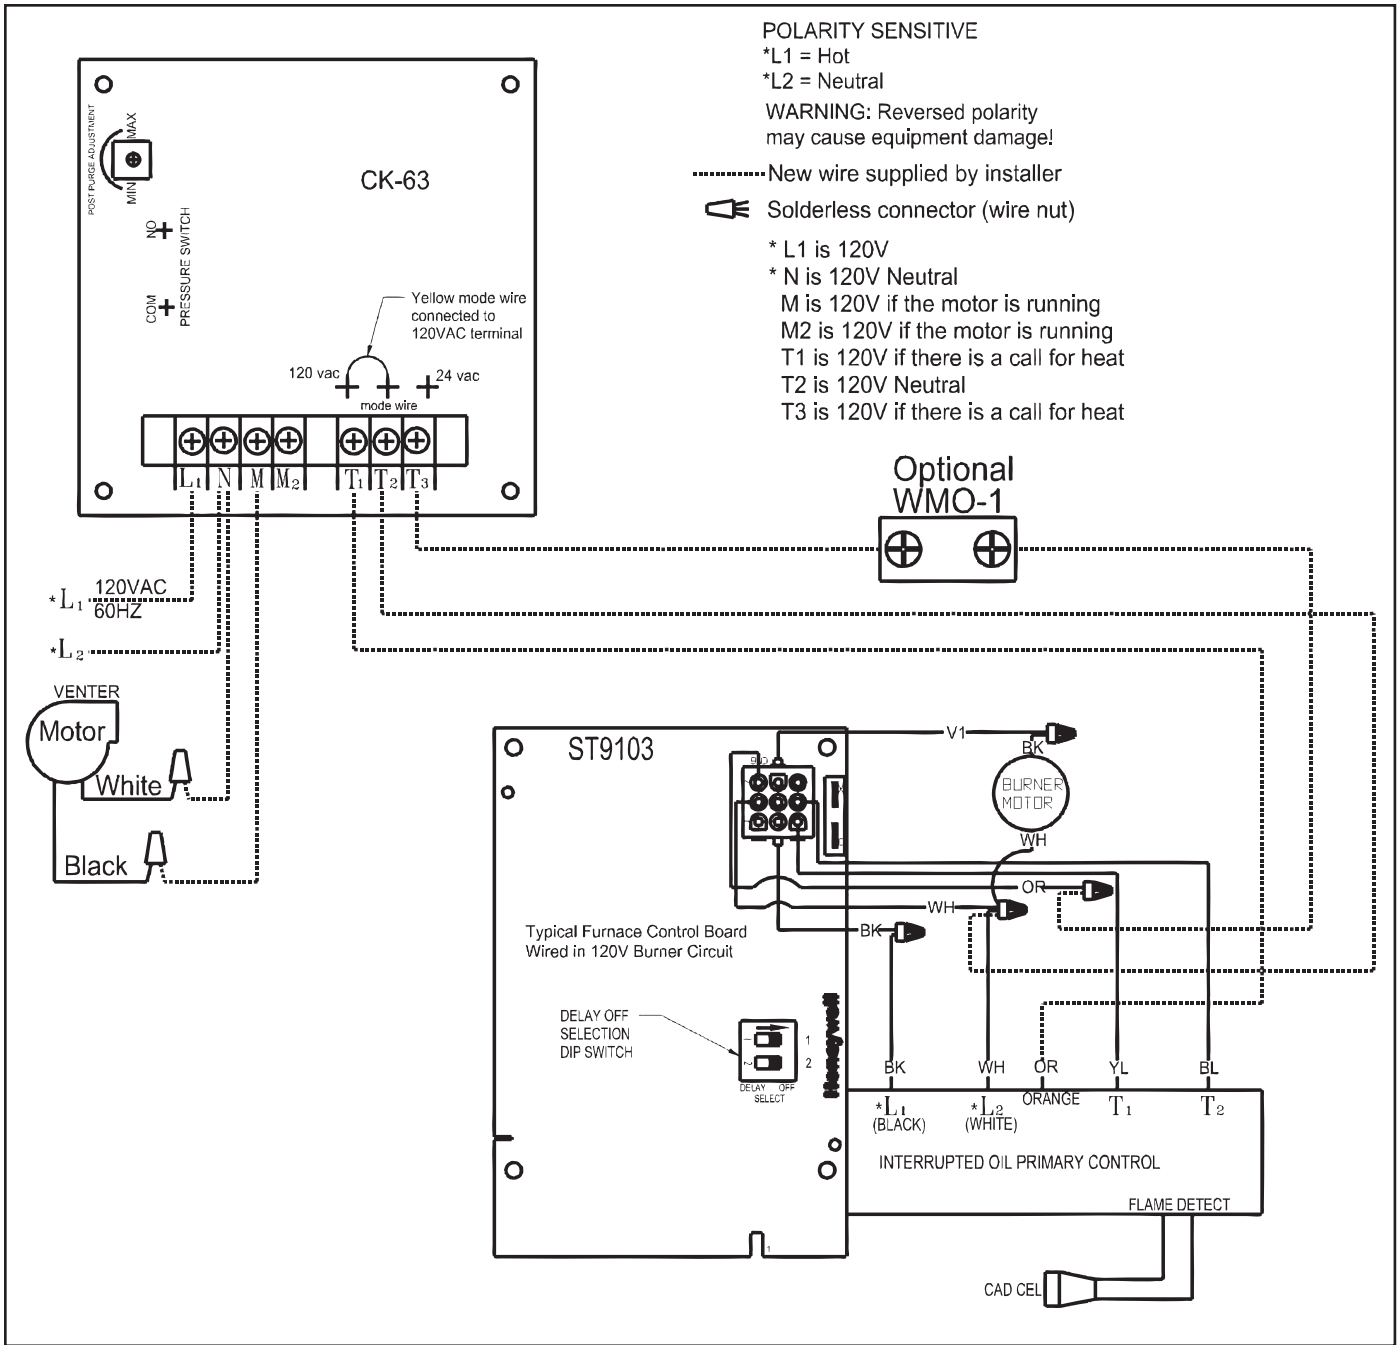 POLARITY SENSITIVE
*L1 = Hot
*L2 = Neutral
WARNING: Reversed polarity
may cause equipment damage!
New wire supplied by installer
Solderless connector (wire nut)
* L1 is 120V
* N is 120V Neutral
M is 120V if the motor is running
M2 is 120V if the motor is running
T1 is 120V if there is a call for heat
T2 is 120V Neutral
T3 is 120V if there is a call for heat
POST PURGE ADJUSTMENT
MAX
MIN
CK-63
NO
COM
PRESSURE SWITCH
Yellow mode wire
connected to
120VAC terminal
120 vac
24 vac
mode wire
L1 N M M2 T1 T2 T3
Optional
WMO-1
*L1 120VAC
60HZ
*L2
VENTER
Motor
White
Black
ST9103
GND
V1
BK
BURNER
MOTOR
WH
OR
WH
BK
Typical Furnace Control Board
Wired in 120V Burner Circuit
DELAY OFF
SELECTION
DIP SWITCH
1
2
1
2
DELAY OFF
SELECT
Honeywell
1
BK WH OR YL BL
*L1 *L2 ORANGE T1 T2
(BLACK) (WHITE)
INTERRUPTED OIL PRIMARY CONTROL
FLAME DETECT
CAD CEL